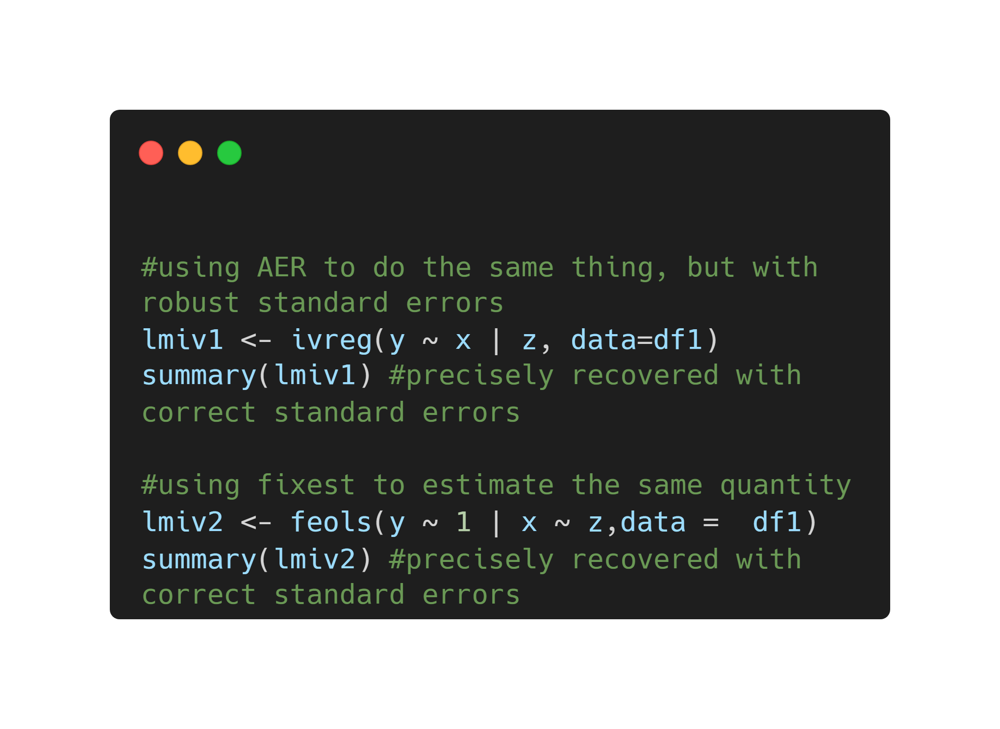 #using AER to do the same thing, but with
robust standard errors
lmiv1 <- ivreg(y ~ x | z, data=df1)
summary(lmiv1) #precisely recovered with
correct standard errors
#using fixest to estimate the same quantity
lmiv2 <- feols(y ~ 1 | x ~ z,data =  df1)
summary(lmiv2) #precisely recovered with
correct standard errors